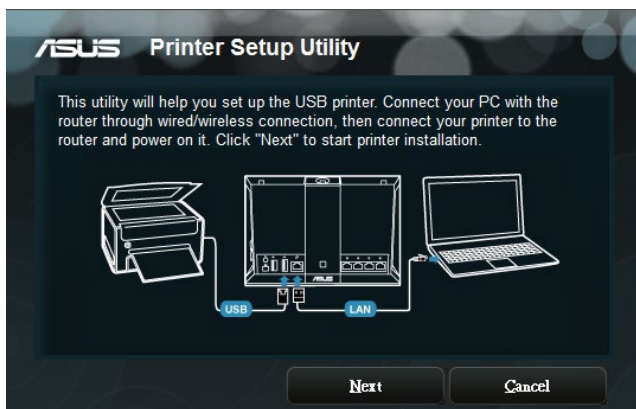 ASUS Printer Setup Utility
This utility will help you set up the USB printer. Connect your PC with the
router through wired/wireless connection, then connect your printer to the
router and power on it. Click "Next" to start printer installation.
ASUS
USB
LAN
Next
Cancel